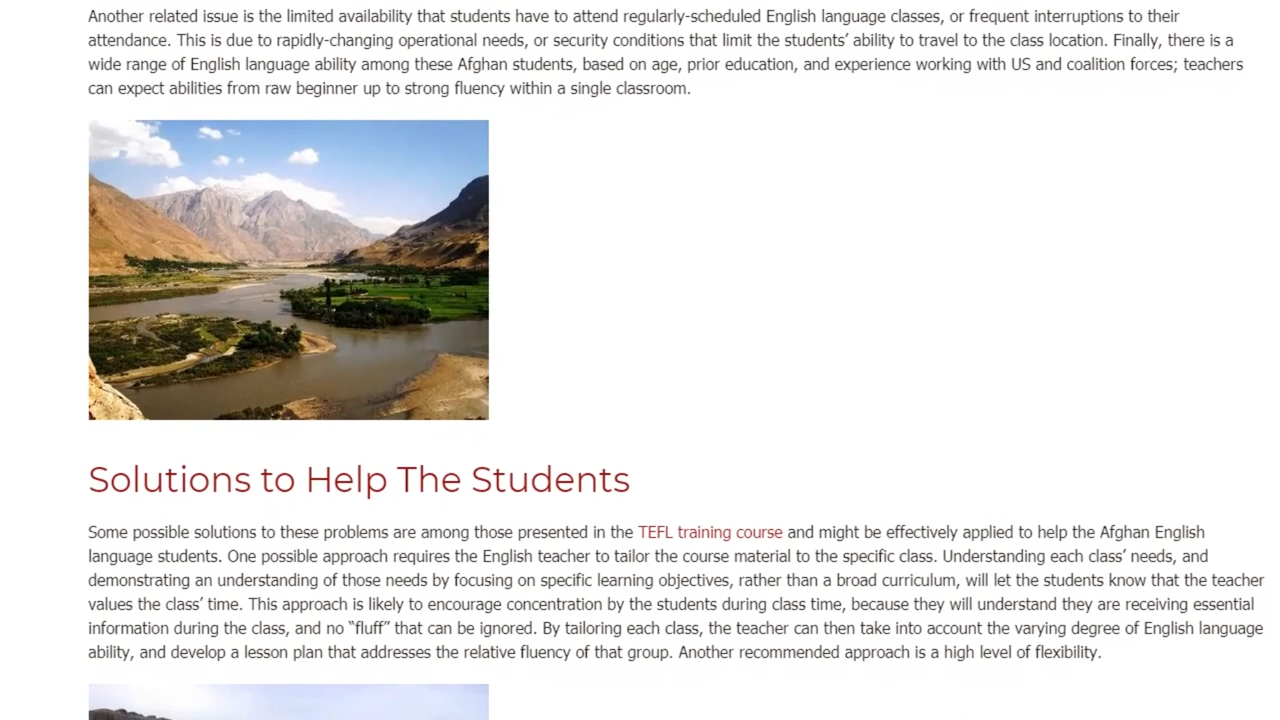 Another related issue is the limited availability that students have to attend regularly-scheduled English language classes, or frequent interruptions to their
attendance. This is due to rapidly-changing operational needs, or security conditions that limit the students’ ability to travel to the class location. Finally, there is a
wide range of English language ability among these Afghan students, based on age, prior education, and experience working with US and coalition forces; teachers
can expect abilities from raw beginner up to strong fluency within a single classroom.
Solutions to Help The Students
Some possible solutions to these problems are among those presented in the TEFL training course and might be effectively applied to help the Afghan English
language students. One possible approach requires the English teacher to tailor the course material to the specific class. Understanding each class’ needs, and
demonstrating an understanding of those needs by focusing on specific learning objectives, rather than a broad curriculum, will let the students know that the teacher
values the class’ time. This approach is likely to encourage concentration by the students during class time, because they will understand they are receiving essential
information during the class, and no “fluff” that can be ignored. By tailoring each class, the teacher can then take into account the varying degree of English language
ability, and develop a lesson plan that addresses the relative fluency of that group. Another recommended approach is a high level of flexibility.